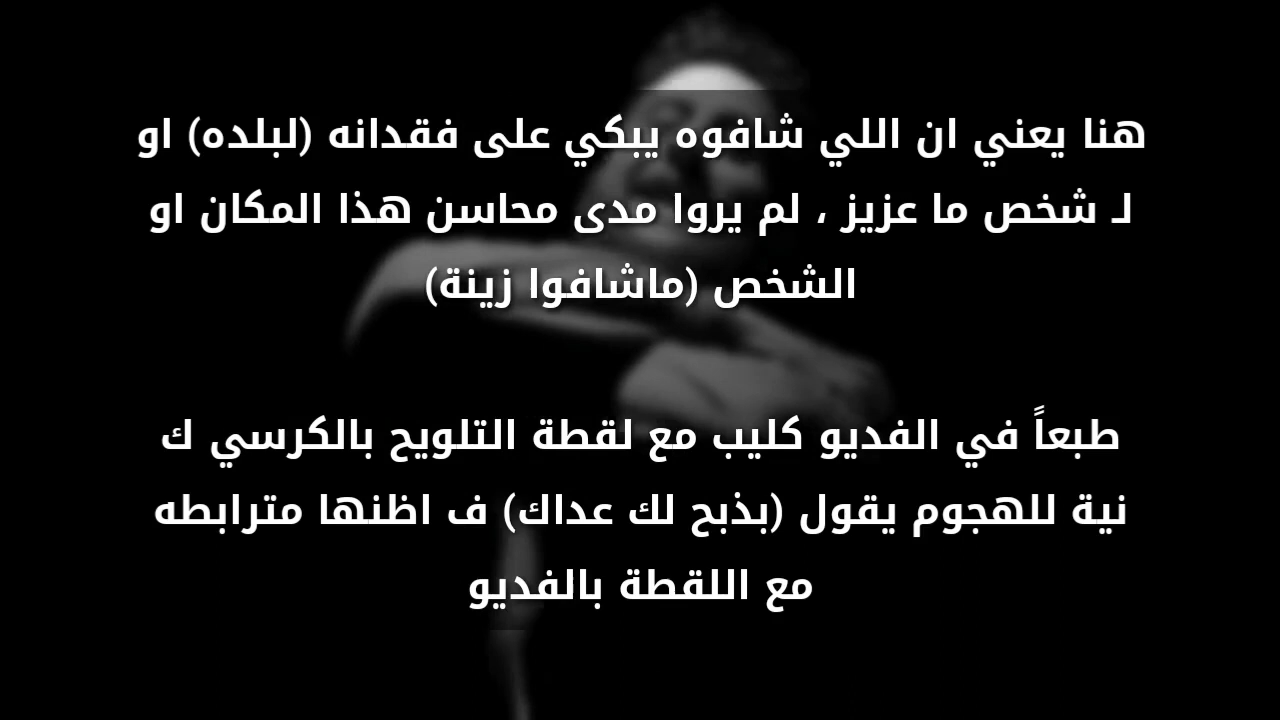 هنا يعني ان اللي شافوه يبكي على فقدانه (لبلده) او
لـ شخص ما عزيز ، لم يروا مدى محاسن هذا المكان او
الشخص (ماشافوا زينة)
طبعاً في الفديو كليب مع لقطة التلويح بالكرسي ك
نية للهجوم يقول (بذبح لك عداك) ف اظنها مترابطه
مع اللقطة بالفديو